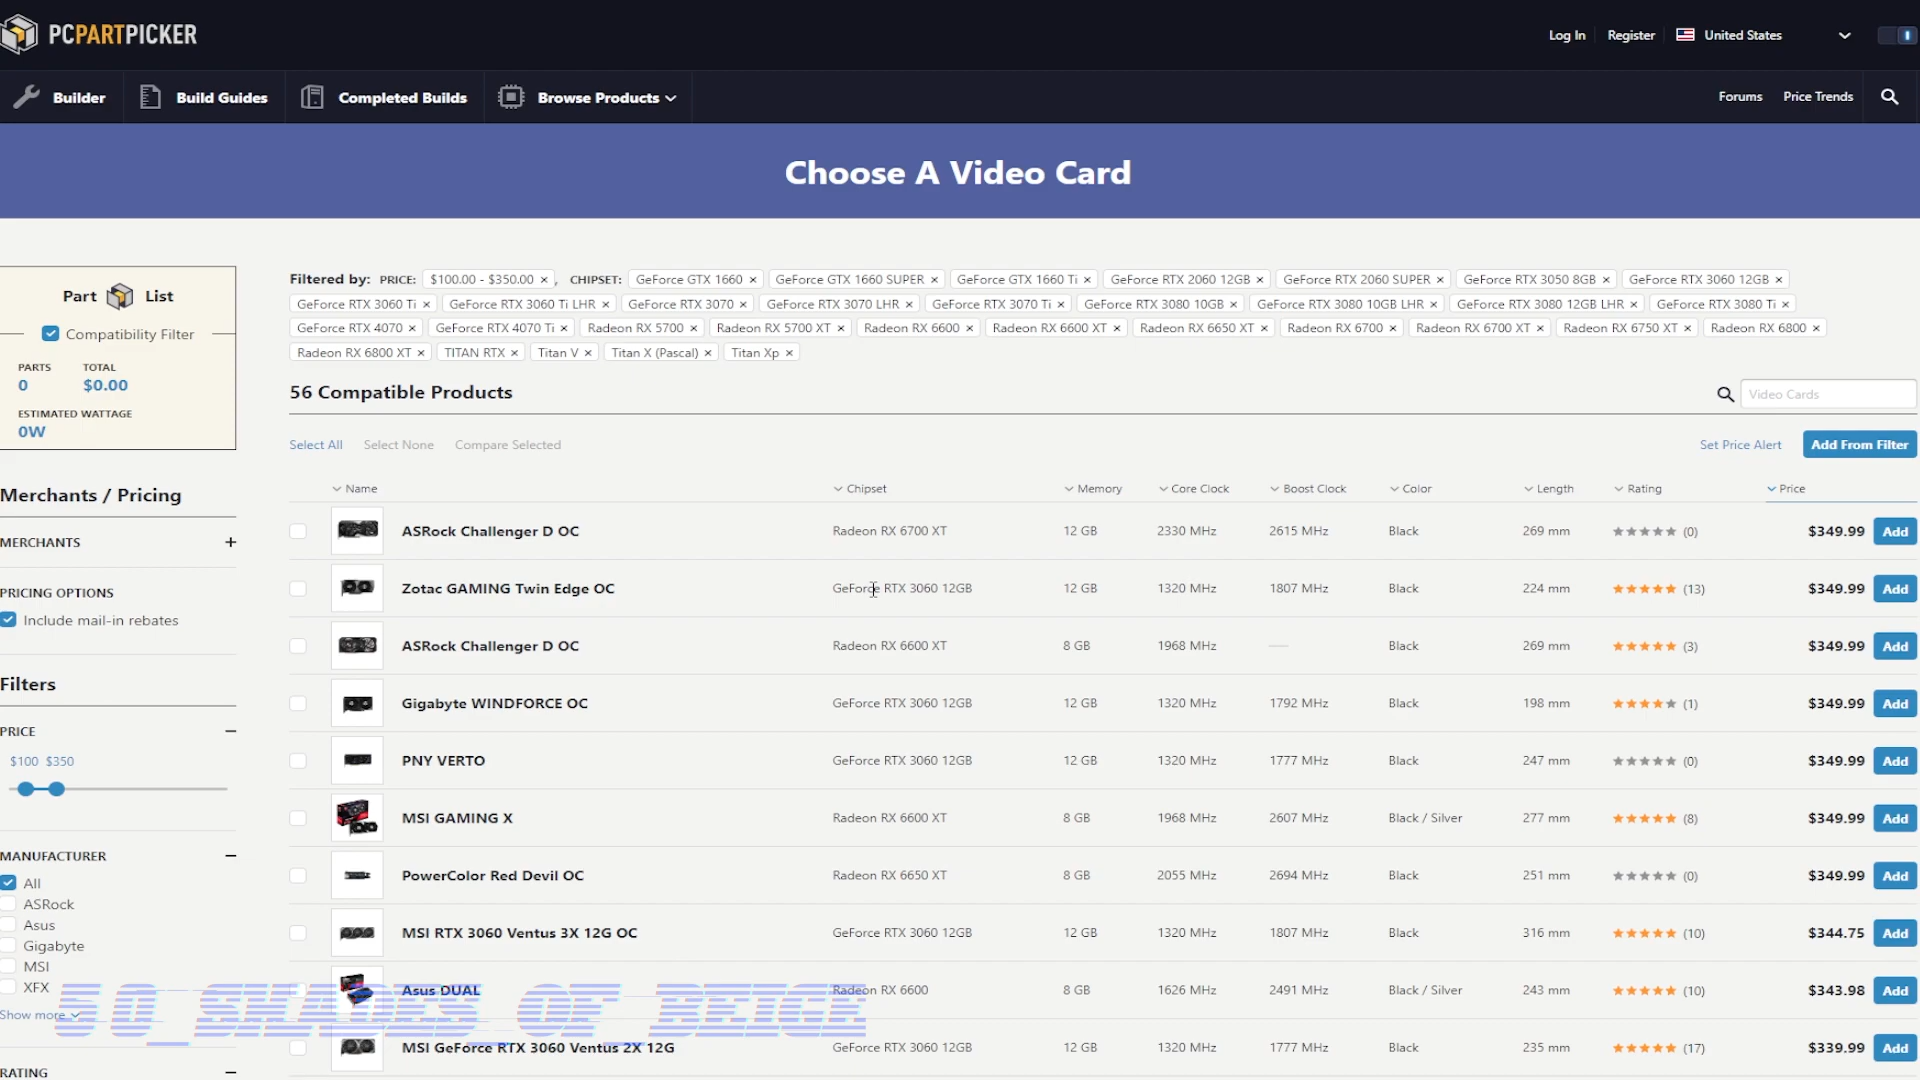 PCPARTPICKER
Log In Register United States
Builder Build Guides Completed Builds Browse Products Forums Price Trends
Choose A Video Card
Part List
Compatibility Filter
PARTS TOTAL
0 $0.00
ESTIMATED WATTAGE
0W
Filtered by: PRICE: $100.00 - $350.00 ×, CHIPSET: GeForce GTX 1660 × GeForce GTX 1660 SUPER × GeForce GTX 1660 Ti × GeForce RTX 2060 12GB × GeForce RTX 2060 SUPER × GeForce RTX 3050 8GB × GeForce RTX 3060 12GB ×
GeForce RTX 3060 Ti × GeForce RTX 3060 Ti LHR × GeForce RTX 3070 × GeForce RTX 3070 LHR × GeForce RTX 3070 Ti × GeForce RTX 3080 10GB × GeForce RTX 3080 10GB LHR × GeForce RTX 3080 12GB LHR × GeForce RTX 3080 Ti ×
GeForce RTX 4070 × GeForce RTX 4070 Ti × Radeon RX 5700 × Radeon RX 5700 XT × Radeon RX 6600 × Radeon RX 6600 XT × Radeon RX 6650 XT × Radeon RX 6700 × Radeon RX 6700 XT × Radeon RX 6750 XT × Radeon RX 6800 ×
Radeon RX 6800 XT × TITAN RTX × Titan V × Titan X (Pascal) × Titan Xp ×
56 Compatible Products Video Cards
Select All Select None Compare Selected Set Price Alert Add From Filter
Name Chipset Memory Core Clock Boost Clock Color Length Rating Price
ASRock Challenger D OC Radeon RX 6700 XT 12 GB 2330 MHz 2615 MHz Black 269 mm (0) $349.99 Add
Zotac GAMING Twin Edge OC GeForce RTX 3060 12GB 12 GB 1320 MHz 1807 MHz Black 224 mm (13) $349.99 Add
ASRock Challenger D OC Radeon RX 6600 XT 8 GB 1968 MHz — Black 269 mm (3) $349.99 Add
Gigabyte WINDFORCE OC GeForce RTX 3060 12GB 12 GB 1320 MHz 1792 MHz Black 198 mm (1) $349.99 Add
PNY VERTO GeForce RTX 3060 12GB 12 GB 1320 MHz 1777 MHz Black 247 mm (0) $349.99 Add
MSI GAMING X Radeon RX 6600 XT 8 GB 1968 MHz 2607 MHz Black / Silver 277 mm (8) $349.99 Add
PowerColor Red Devil OC Radeon RX 6650 XT 8 GB 2055 MHz 2694 MHz Black 251 mm (0) $349.99 Add
MSI RTX 3060 Ventus 3X 12G OC GeForce RTX 3060 12GB 12 GB 1320 MHz 1807 MHz Black 316 mm (10) $344.75 Add
Asus DUAL Radeon RX 6600 8 GB 1626 MHz 2491 MHz Black / Silver 243 mm (10) $343.98 Add
MSI GeForce RTX 3060 Ventus 2X 12G GeForce RTX 3060 12GB 12 GB 1320 MHz 1777 MHz Black 235 mm (17) $339.99 Add
Merchants / Pricing
MERCHANTS +
PRICING OPTIONS
Include mail-in rebates
Filters
PRICE
$100 $350
MANUFACTURER
All
ASRock
Asus
Gigabyte
MSI
XFX
Show more
RATING
50_SHADES_OF_BEIGE